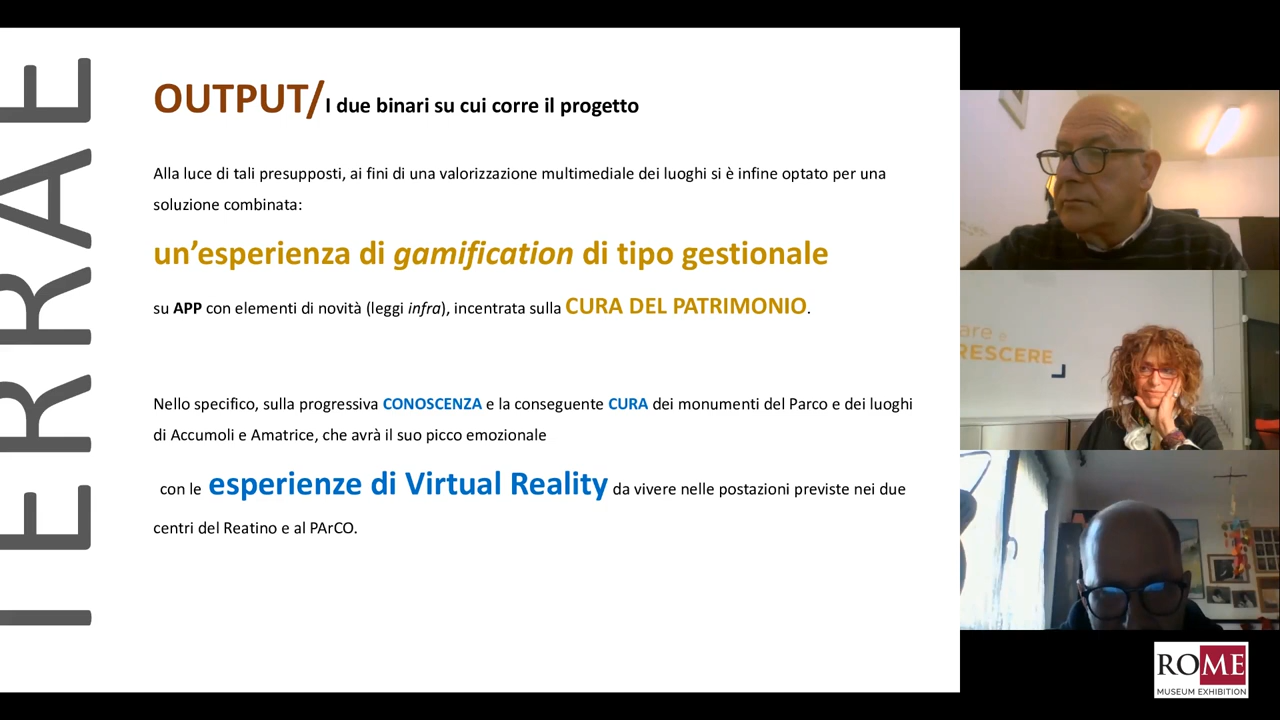 TERRAE
OUTPUT/I due binari su cui corre il progetto
Alla luce di tali presupposti, ai fini di una valorizzazione multimediale dei luoghi si è infine optato per una
soluzione combinata:
un’esperienza di gamification di tipo gestionale
su APP con elementi di novità (leggi infra), incentrata sulla CURA DEL PATRIMONIO.
Nello specifico, sulla progressiva CONOSCENZA e la conseguente CURA dei monumenti del Parco e dei luoghi
di Accumoli e Amatrice, che avrà il suo picco emozionale
con le esperienze di Virtual Reality da vivere nelle postazioni previste nei due
centri del Reatino e al PArCO.
are e
RESCERE
ROME
MUSEUM EXHIBITION